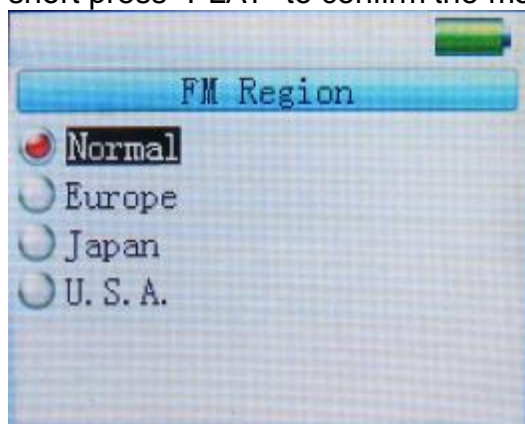 short press "PLAY" to confirm the
FM Region
Normal
Europe
Japan
U.S.A.